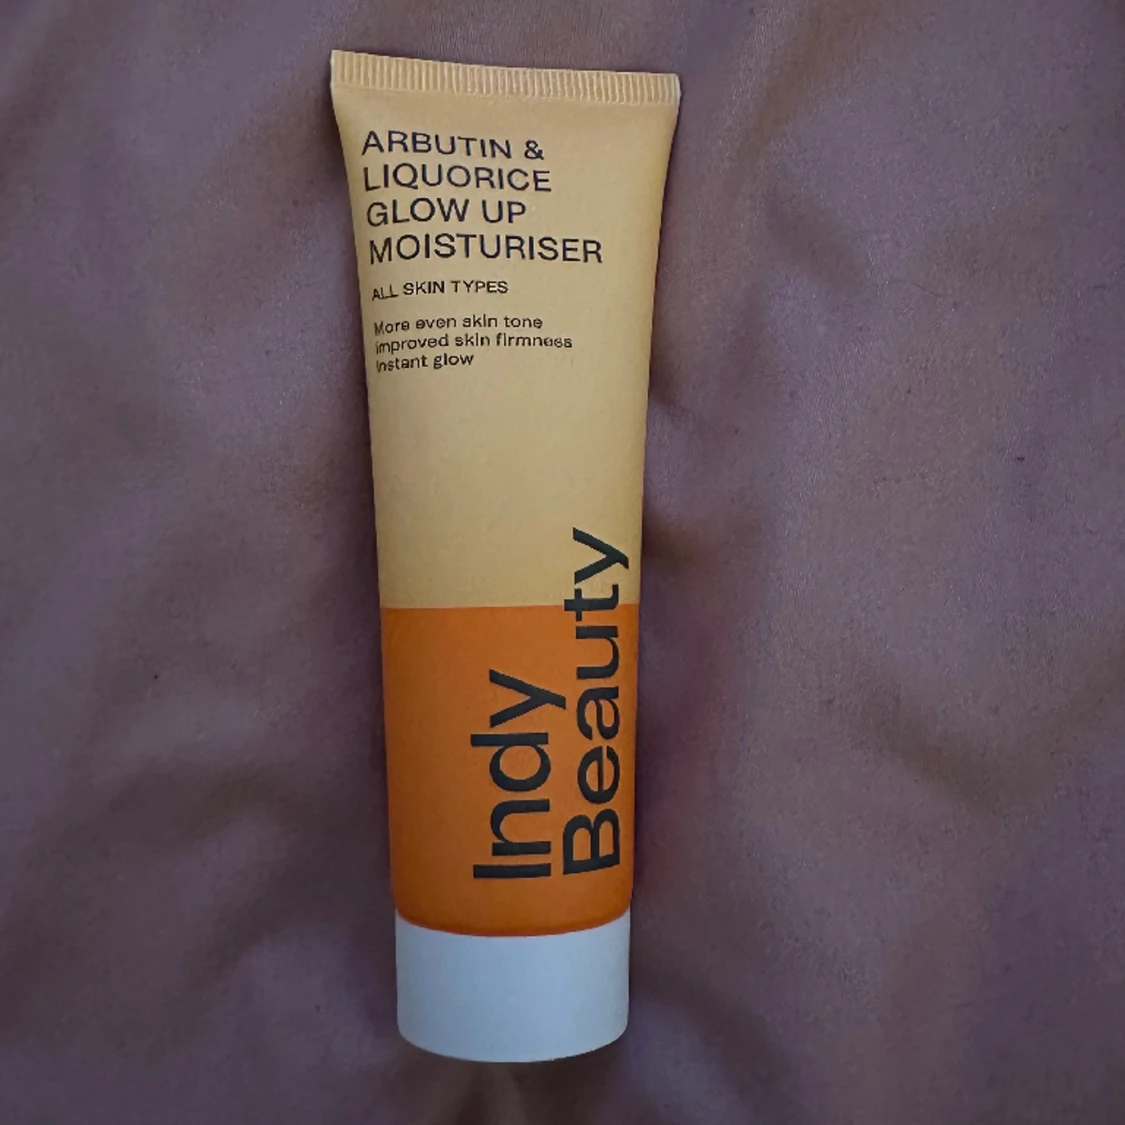 ARBUTIN &
LIQUORICE
GLOW UP
MOISTURISER
ALL SKIN TYPES
More even skin tone
Improved skin firmness
Instant glow
Indy
Beauty